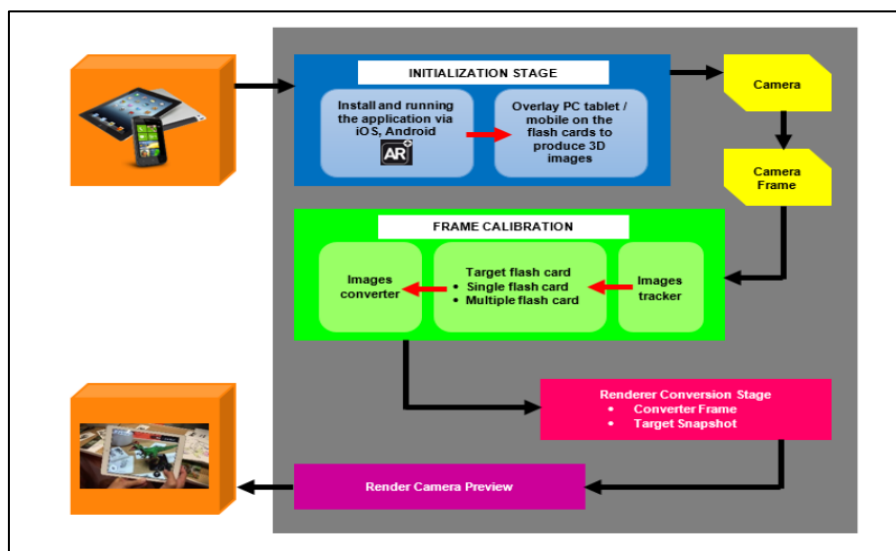 INITIALIZATION STAGE
Install and running
the application via
iOS, Android
AR
Overlay PC tablet /
mobile on the
flash cards to
produce 3D
images
Camera
Camera
Frame
FRAME CALIBRATION
Images
converter
Target flash card
• Single flash card
• Multiple flash card
Images
tracker
Renderer Conversion Stage
• Converter Frame
• Target Snapshot
Render Camera Preview